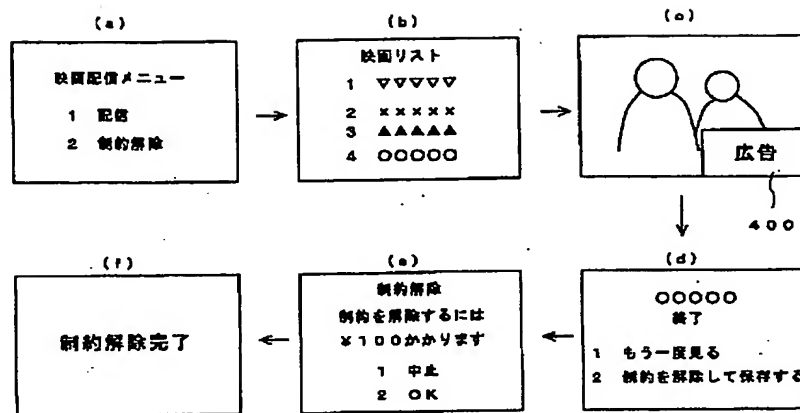 (a)
映画配信メニュー
1 配信
2 制約解除
(b)
映画リスト
1 ▽▽▽▽▽
2 ×××××
3 ▲▲▲▲▲
4 ○○○○○
(c)
広告
400
(d)
○○○○○
終了
1 もう一度見る
2 制約を解除して保存する
(e)
制約解除
制約を解除するには
¥100かかります
1 中止
2 OK
(f)
制約解除完了